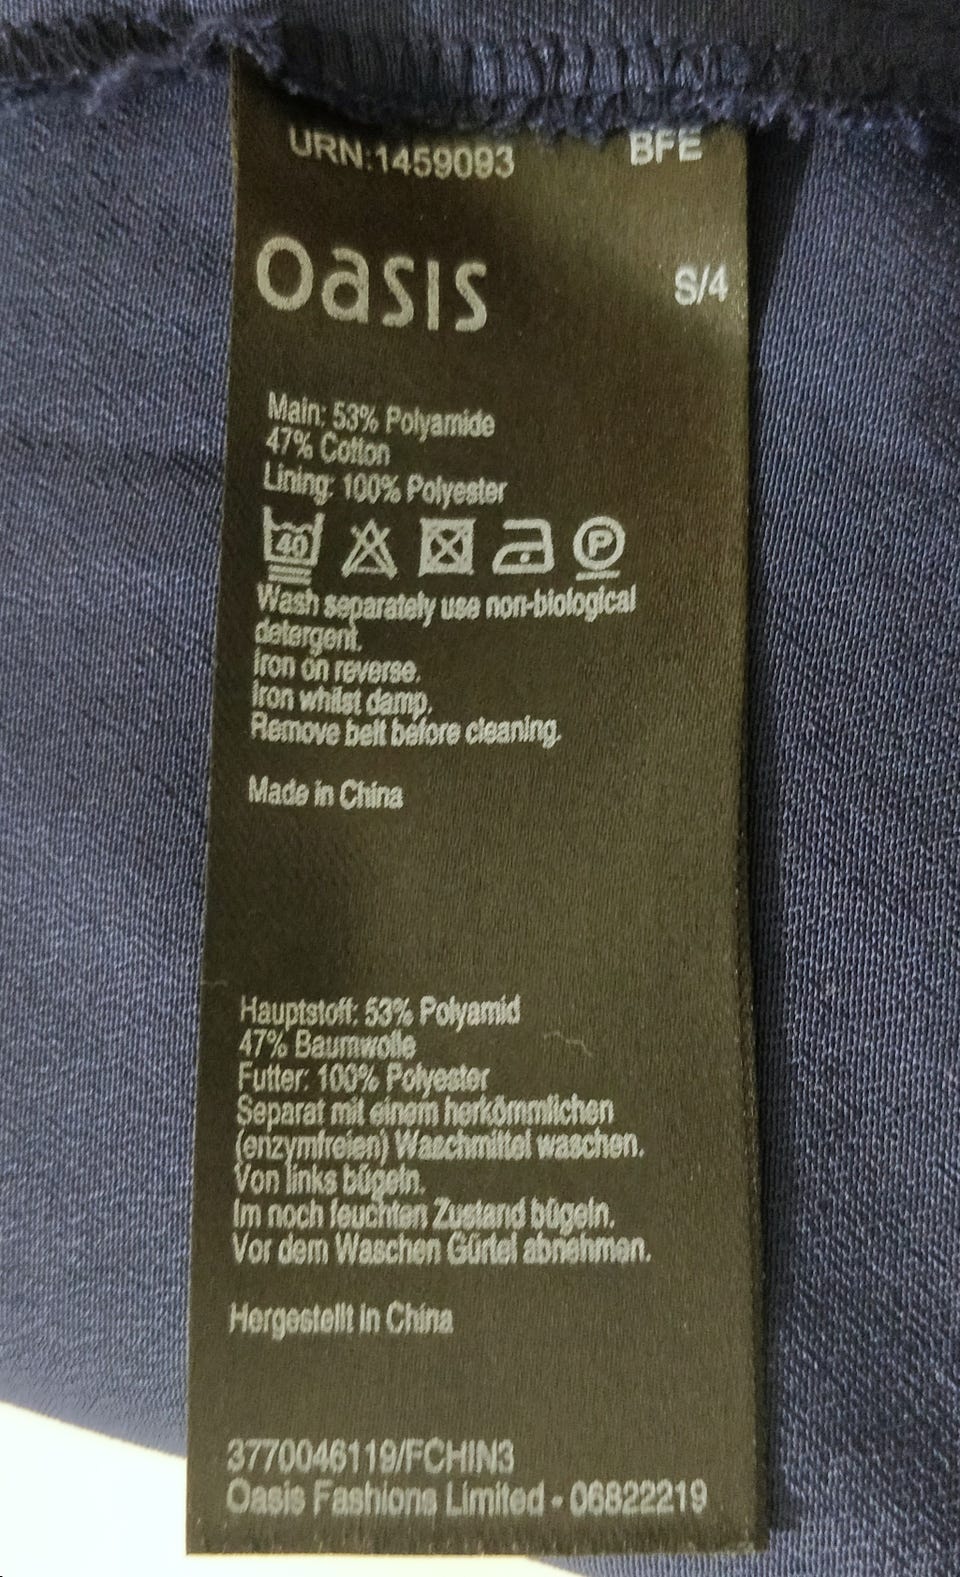 URN:1459093 BFE
Oasis
S/4
Main: 53% Polyamide
47% Cotton
Lining: 100% Polyester
40 P
Wash separately use non-biological
detergent.
Iron on reverse.
Iron whilst damp.
Remove belt before cleaning.
Made in China
Hauptstoff: 53% Polyamid
47% Baumwolle
Futter: 100% Polyester
Separat mit einem herkömmlichen
(enzymfreien) Waschmittel waschen.
Von links bügeln.
Im noch feuchten Zustand bügeln.
Vor dem Waschen Gürtel abnehmen.
Hergestellt in China
3770046119/FCHIN3
Oasis Fashions Limited - 06822219